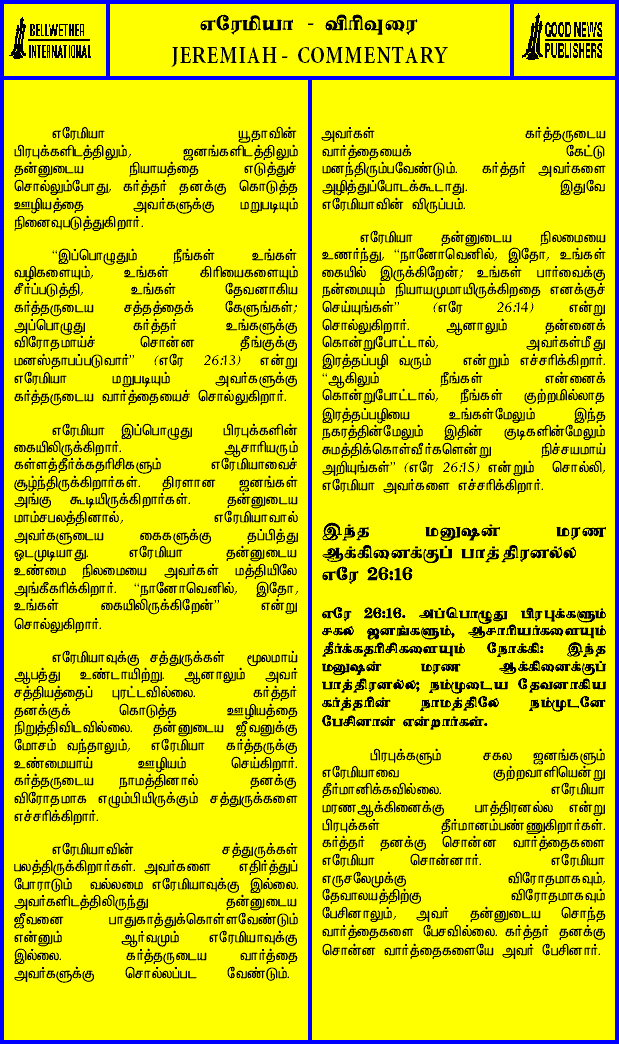 BELLWETHER
INTERNATIONAL
எரேமியா - விரிவுரை
JEREMIAH - COMMENTARY
GOOD NEWS
PUBLISHERS
எரேமியா யூதாவின்
பிரபுக்களிடத்திலும், ஜனங்களிடத்திலும்
தன்னுடைய நியாயத்தை எடுத்துச்
சொல்லும்போது, கர்த்தர் தனக்கு கொடுத்த
ஊழியத்தை அவர்களுக்கு மறுபடியும்
நினைவுபடுத்துகிறார்.
“இப்பொழுதும் நீங்கள் உங்கள்
வழிகளையும், உங்கள் கிரியைகளையும்
சீர்ப்படுத்தி, உங்கள் தேவனாகிய
கர்த்தருடைய சத்தத்தைக் கேளுங்கள்;
அப்பொழுது கர்த்தர் உங்களுக்கு
விரோதமாய்ச் சொன்ன தீங்குக்கு
மனஸ்தாபப்படுவார்” (எரே 26:13) என்று
எரேமியா மறுபடியும் அவர்களுக்கு
கர்த்தருடைய வார்த்தையைச் சொல்லுகிறார்.
எரேமியா இப்பொழுது பிரபுக்களின்
கையிலிருக்கிறார். ஆசாரியரும்
கள்ளத்தீர்க்கதரிசிகளும் எரேமியாவைச்
சூழ்ந்திருக்கிறார்கள். திரளான ஜனங்கள்
அங்கு கூடியிருக்கிறார்கள். தன்னுடைய
மாம்சபலத்தினால், எரேமியாவால்
அவர்களுடைய கைகளுக்கு தப்பித்து
ஓடமுடியாது. எரேமியா தன்னுடைய
உண்மை நிலமையை அவர்கள் மத்தியிலே
அங்கீகரிக்கிறார். “நானோவெனில், இதோ,
உங்கள் கையிலிருக்கிறேன்” என்று
சொல்லுகிறார்.
எரேமியாவுக்கு சத்துருக்கள் மூலமாய்
ஆபத்து உண்டாயிற்று. ஆனாலும் அவர்
சத்தியத்தைப் புரட்டவில்லை. கர்த்தர்
தனக்குக் கொடுத்த ஊழியத்தை
நிறுத்திவிடவில்லை. தன்னுடைய ஜீவனுக்கு
மோசம் வந்தாலும், எரேமியா கர்த்தருக்கு
உண்மையாய் ஊழியம் செய்கிறார்.
கர்த்தருடைய நாமத்தினால் தனக்கு
விரோதமாக எழும்பியிருக்கும் சத்துருக்களை
எச்சரிக்கிறார்.
எரேமியாவின் சத்துருக்கள்
பலத்திருக்கிறார்கள். அவர்களை எதிர்த்துப்
போராடும் வல்லமை எரேமியாவுக்கு இல்லை.
அவர்களிடத்திலிருந்து தன்னுடைய
ஜீவனை பாதுகாத்துக்கொள்ளவேண்டும்
என்னும் ஆர்வமும் எரேமியாவுக்கு
இல்லை. கர்த்தருடைய வார்த்தை
அவர்களுக்கு சொல்லப்பட வேண்டும்.
அவர்கள் கர்த்தருடைய
வார்த்தையைக் கேட்டு
மனந்திரும்பவேண்டும். கர்த்தர் அவர்களை
அழித்துப்போடக்கூடாது. இதுவே
எரேமியாவின் விருப்பம்.
எரேமியா தன்னுடைய நிலமையை
உணர்ந்து, “நானோவெனில், இதோ, உங்கள்
கையில் இருக்கிறேன்; உங்கள் பார்வைக்கு
நன்மையும் நியாயமுமாயிருக்கிறதை எனக்குச்
செய்யுங்கள்” (எரே 26:14) என்று
சொல்லுகிறார். ஆனாலும் தன்னைக்
கொன்றுபோட்டால், அவர்கள்மீது
இரத்தப்பழி வரும் என்றும் எச்சரிக்கிறார்.
“ஆகிலும் நீங்கள் என்னைக்
கொன்றுபோட்டால், நீங்கள் குற்றமில்லாத
இரத்தப்பழியை உங்கள்மேலும் இந்த
நகரத்தின்மேலும் இதின் குடிகளின்மேலும்
சுமத்திக்கொள்வீர்களென்று நிச்சயமாய்
அறியுங்கள்” (எரே 26:15) என்றும் சொல்லி,
எரேமியா அவர்களை எச்சரிக்கிறார்.
இந்த மனுஷன் மரண
ஆக்கினைக்குப் பாத்திரனல்ல
எரே 26:16
எரே 26:16. அப்பொழுது பிரபுக்களும்
சகல ஜனங்களும், ஆசாரியர்களையும்
தீர்க்கதரிசிகளையும் நோக்கி: இந்த
மனுஷன் மரண ஆக்கினைக்குப்
பாத்திரனல்ல; நம்முடைய தேவனாகிய
கர்த்தரின் நாமத்திலே நம்முடனே
பேசினான் என்றார்கள்.
பிரபுக்களும் சகல ஜனங்களும்
எரேமியாவை குற்றவாளியென்று
தீர்மானிக்கவில்லை. எரேமியா
மரணஆக்கினைக்கு பாத்திரனல்ல என்று
பிரபுக்கள் தீர்மானம்பண்ணுகிறார்கள்.
கர்த்தர் தனக்கு சொன்ன வார்த்தைகளை
எரேமியா சொன்னார். எரேமியா
எருசலேமுக்கு விரோதமாகவும்,
தேவாலயத்திற்கு விரோதமாகவும்
பேசினாலும், அவர் தன்னுடைய சொந்த
வார்த்தைகளை பேசவில்லை. கர்த்தர் தனக்கு
சொன்ன வார்த்தைகளையே அவர் பேசினார்.